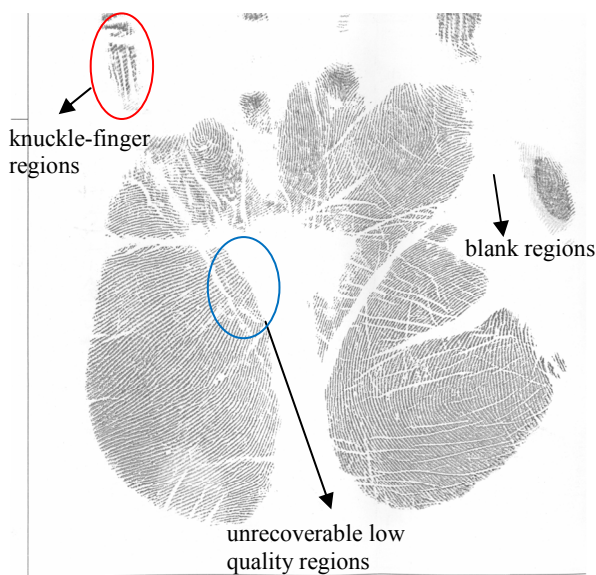 knuckle-finger
regions
blank regions
unrecoverable low
quality regions